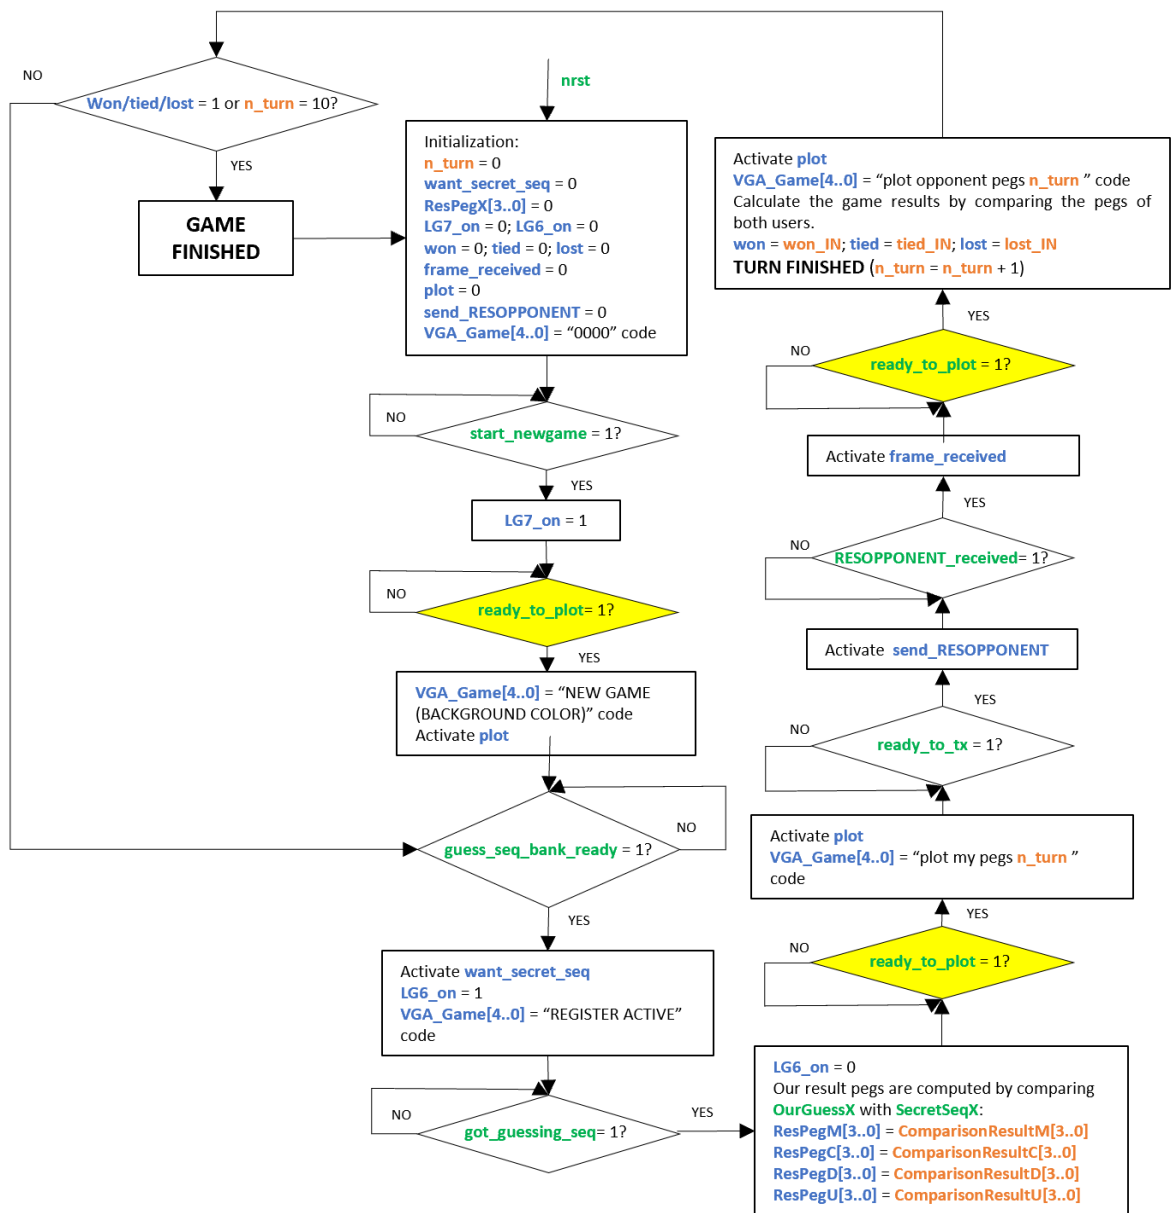 NO
Won/tied/lost = 1 or n_turn = 10?
YES
GAME
FINISHED
nrst
Initialization:
n_turn = 0
want_secret_seq = 0
ResPegX[3..0] = 0
LG7_on = 0; LG6_on = 0
won = 0; tied = 0; lost = 0
frame_received = 0
plot = 0
send_RESOPPONENT = 0
VGA_Game[4..0] = “0000” code
NO
start_newgame = 1?
YES
LG7_on = 1
NO
ready_to_plot= 1?
YES
VGA_Game[4..0] = “NEW GAME
(BACKGROUND COLOR)” code
Activate plot
guess_seq_bank_ready = 1?
NO
YES
Activate want_secret_seq
LG6_on = 1
VGA_Game[4..0] = “REGISTER ACTIVE”
code
NO
got_guessing_seq= 1?
YES
LG6_on = 0
Our result pegs are computed by comparing
OurGuessX with SecretSeqX:
ResPegM[3..0] = ComparisonResultM[3..0]
ResPegC[3..0] = ComparisonResultC[3..0]
ResPegD[3..0] = ComparisonResultD[3..0]
ResPegU[3..0] = ComparisonResultU[3..0]
NO
ready_to_plot = 1?
YES
Activate plot
VGA_Game[4..0] = “plot my pegs n_turn ”
code
NO
ready_to_tx = 1?
YES
Activate send_RESOPPONENT
NO
RESOPPONENT_received= 1?
YES
Activate frame_received
NO
ready_to_plot = 1?
YES
Activate plot
VGA_Game[4..0] = “plot opponent pegs n_turn ” code
Calculate the game results by comparing the pegs of
both users.
won = won_IN; tied = tied_IN; lost = lost_IN
TURN FINISHED (n_turn = n_turn + 1)